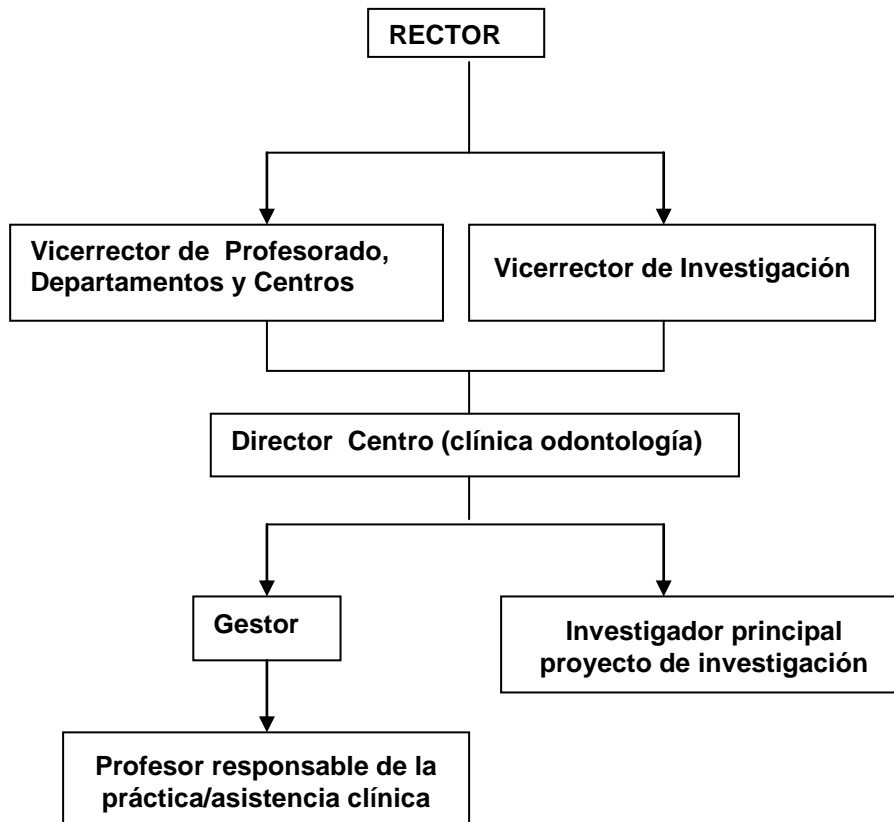 RECTOR
Vicerrector de Profesorado,
Departamentos y Centros
Vicerrector de Investigación
Director Centro (clínica odontología)
Gestor
Investigador principal
proyecto de investigación
Profesor responsable de la
práctica/asistencia clínica